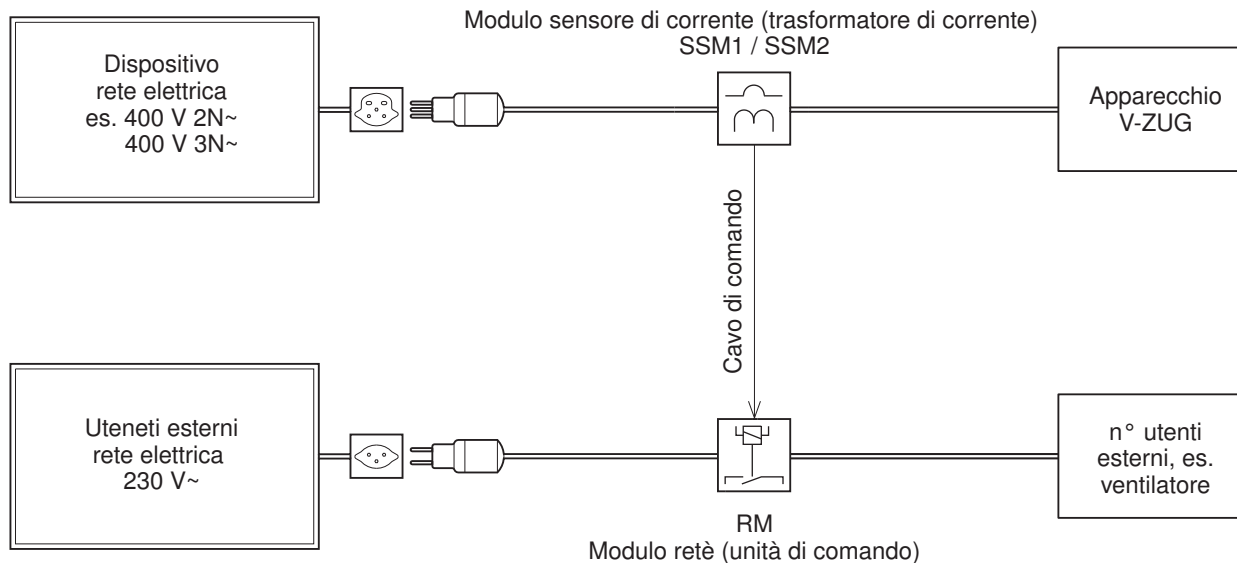 Modulo sensore di corrente (trasformatore di corrente)
SSM1 / SSM2
Dispositivo
rete elettrica
es. 400 V 2N~
400 V 3N~
Apparecchio
V-ZUG
Cavo di comando
Uteneti esterni
rete elettrica
230 V~
n° utenti
esterni, es.
ventilatore
RM
Modulo retè (unità di comando)